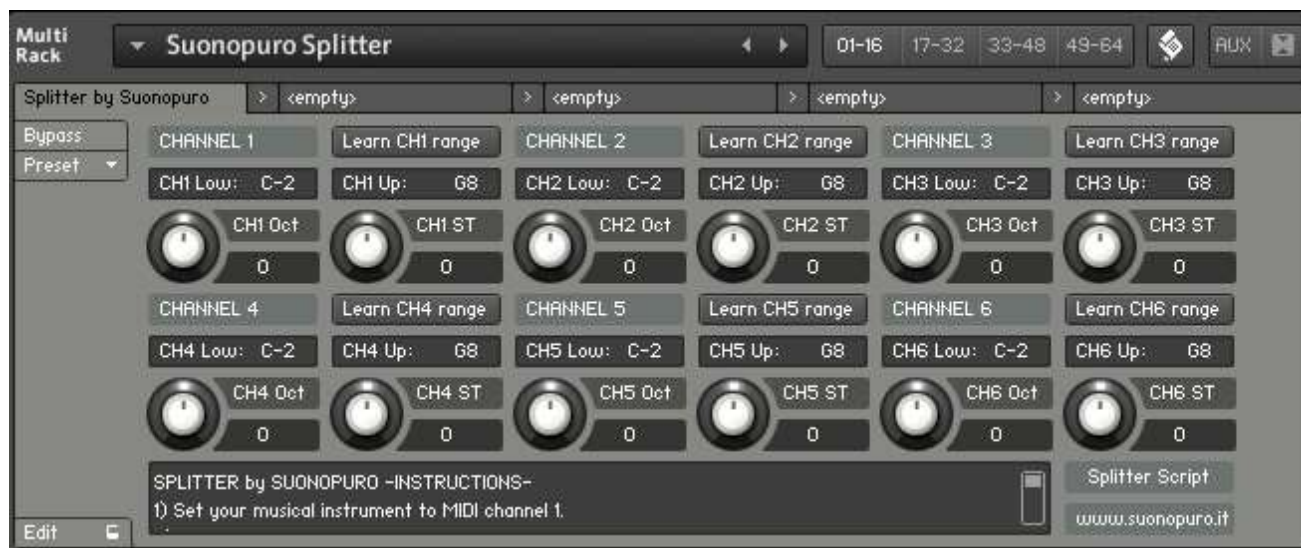 Multi Rack
Suonopuro Splitter
01-16 17-32 33-48 49-64 AUX
Splitter by Suonopuro > <empty> > <empty> > <empty> > <empty>
Bypass
Preset
CHANNEL 1 Learn CH1 range CHANNEL 2 Learn CH2 range CHANNEL 3 Learn CH3 range
CH1 Low: C-2 CH1 Up: G8 CH2 Low: C-2 CH2 Up: G8 CH3 Low: C-2 CH3 Up: G8
CH1 Oct CH1 ST CH2 Oct CH2 ST CH3 Oct CH3 ST
0 0 0 0 0 0
CHANNEL 4 Learn CH4 range CHANNEL 5 Learn CH5 range CHANNEL 6 Learn CH6 range
CH4 Low: C-2 CH4 Up: G8 CH5 Low: C-2 CH5 Up: G8 CH6 Low: C-2 CH6 Up: G8
CH4 Oct CH4 ST CH5 Oct CH5 ST CH6 Oct CH6 ST
0 0 0 0 0 0
SPLITTER by SUONOPURO -INSTRUCTIONS-
1) Set your musical instrument to MIDI channel 1.
Splitter Script
www.suonopuro.it
Edit